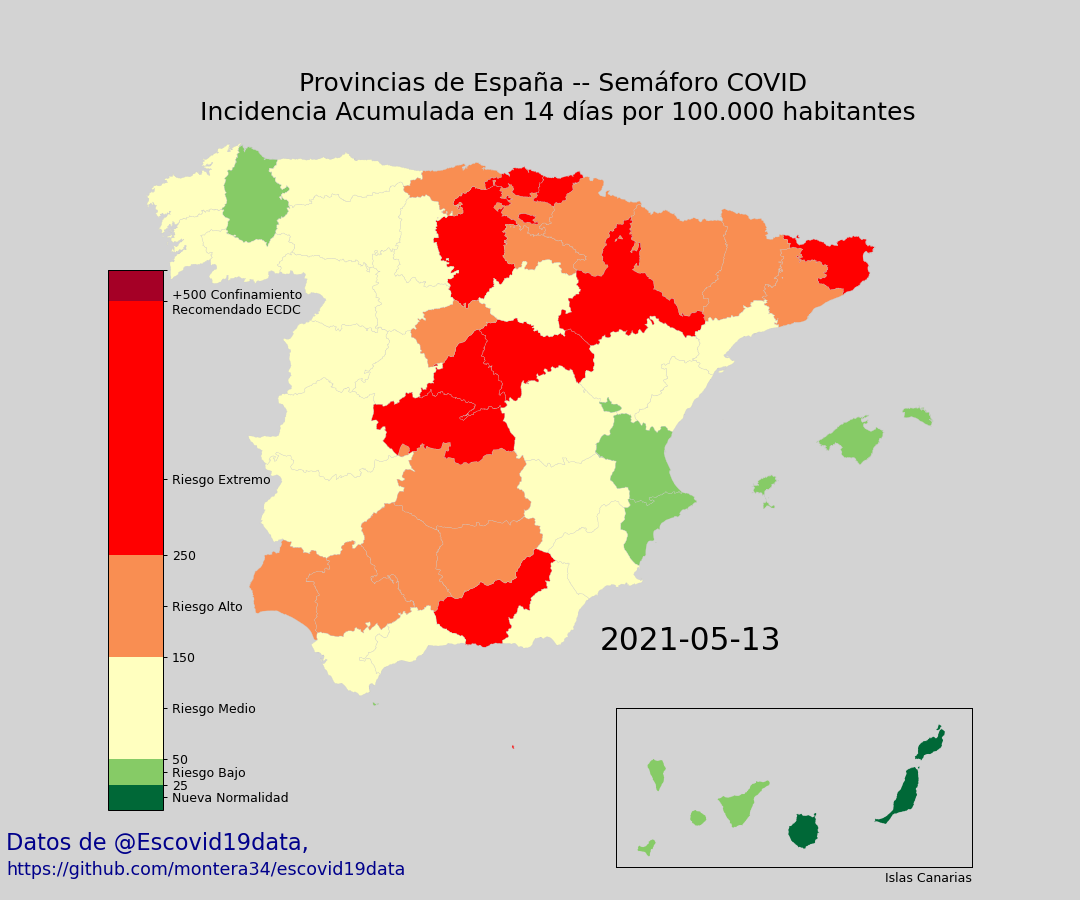 Provincias de España -- Semáforo COVID
Incidencia Acumulada en 14 días por 100.000 habitantes
+500 Confinamiento
Recomendado ECDC
Riesgo Extremo
250
Riesgo Alto
150
Riesgo Medio
50
Riesgo Bajo
25
Nueva Normalidad
2021-05-13
Islas Canarias
Datos de @Escovid19data,
https://github.com/montera34/escovid19data